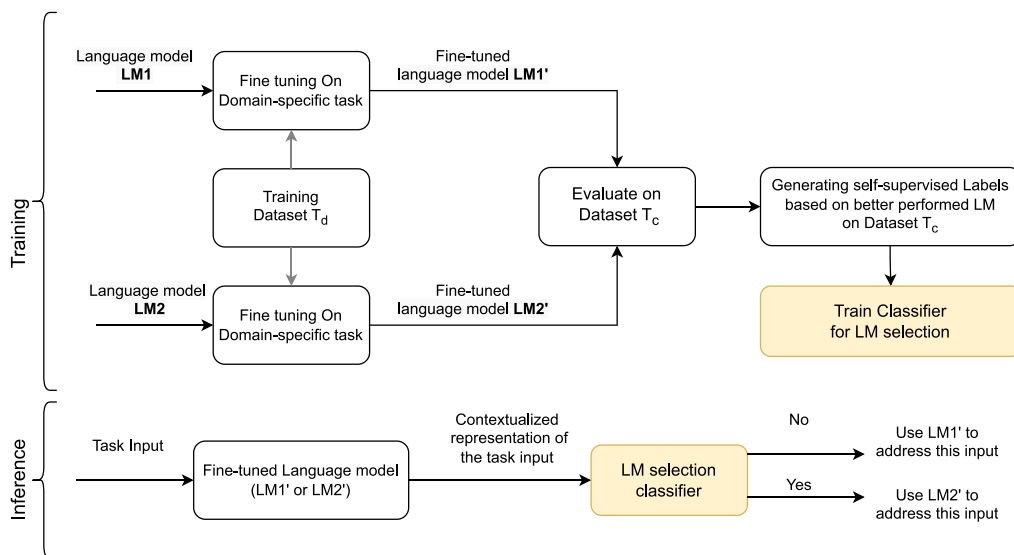 Training
Language model
LM1
Fine tuning On
Domain-specific task
Fine-tuned
language model LM1'
Training
Dataset T_d
Language model
LM2
Fine tuning On
Domain-specific task
Fine-tuned
language model LM2'
Evaluate on
Dataset T_c
Generating self-supervised Labels
based on better performed LM
on Dataset T_c
Train Classifier
for LM selection
Inference
Task Input
Fine-tuned Language model
(LM1' or LM2')
Contextualized
representation of
the task input
LM selection
classifier
No
Use LM1' to
address this input
Yes
Use LM2' to
address this input